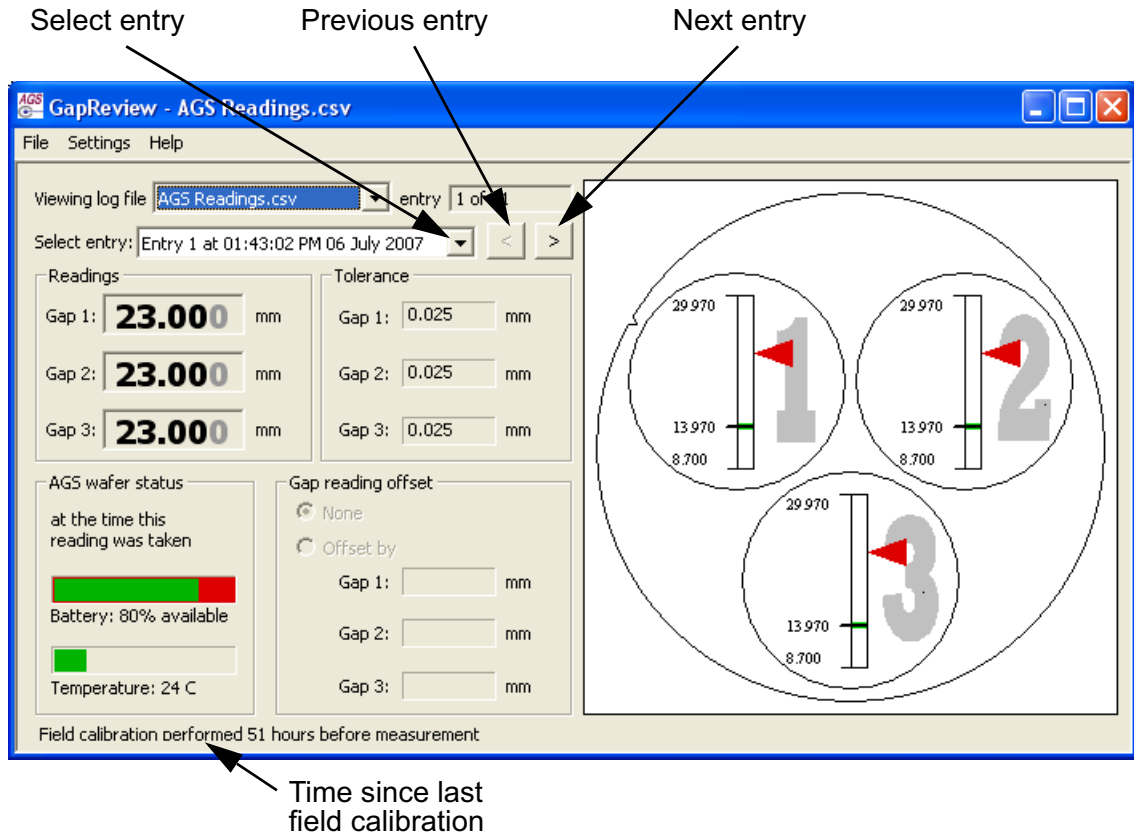 Select entry
Previous entry
Next entry
AGS
GapReview - AGS Readings.csv
File Settings Help
Viewing log file AGS Readings.csv entry 1 of
Select entry: Entry 1 at 01:43:02 PM 06 July 2007 < >
Readings
Gap 1: 23.000 mm
Gap 2: 23.000 mm
Gap 3: 23.000 mm
Tolerance
Gap 1: 0.025 mm
Gap 2: 0.025 mm
Gap 3: 0.025 mm
AGS wafer status
at the time this
reading was taken
Battery: 80% available
Temperature: 24 C
Gap reading offset
None
Offset by
Gap 1: mm
Gap 2: mm
Gap 3: mm
29.970
13.970
8.700
1
29.970
13.970
8.700
2
29.970
13.970
8.700
3
Field calibration performed 51 hours before measurement
Time since last
field calibration